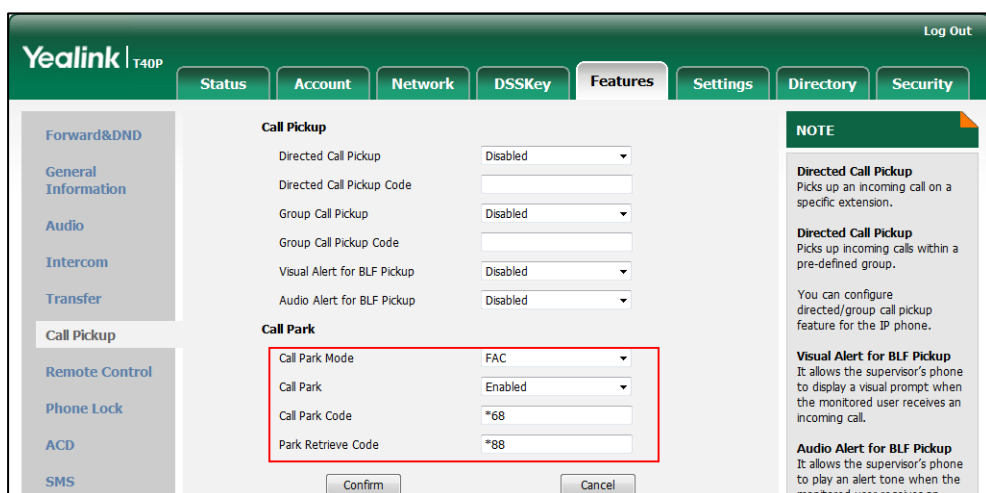 Log Out
Yealink | T40P
Status Account Network DSSKey Features Settings Directory Security
Forward&DND
General
Information
Audio
Intercom
Transfer
Call Pickup
Remote Control
Phone Lock
ACD
SMS
Call Pickup
Directed Call Pickup Disabled
Directed Call Pickup Code
Group Call Pickup Disabled
Group Call Pickup Code
Visual Alert for BLF Pickup Disabled
Audio Alert for BLF Pickup Disabled
Call Park
Call Park Mode FAC
Call Park Enabled
Call Park Code *68
Park Retrieve Code *88
Confirm Cancel
NOTE
Directed Call Pickup
Picks up an incoming call on a
specific extension.
Directed Call Pickup
Picks up incoming calls within a
pre-defined group.
You can configure
directed/group call pickup
feature for the IP phone.
Visual Alert for BLF Pickup
It allows the supervisor's phone
to display a visual prompt when
the monitored user receives an
incoming call.
Audio Alert for BLF Pickup
It allows the supervisor's phone
to play an alert tone when the
monitored user receives an